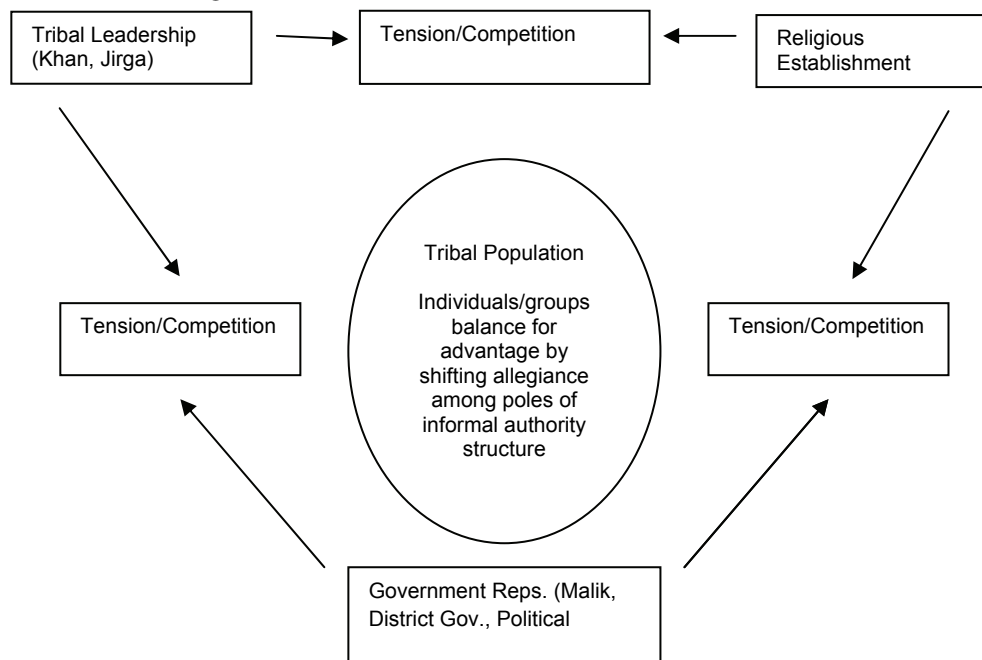 Tribal Leadership
(Khan, Jirga)
Tension/Competition
Religious
Establishment
Tribal Population
Individuals/groups
balance for
advantage by
shifting allegiance
among poles of
informal authority
structure
Tension/Competition
Tension/Competition
Government Reps. (Malik,
District Gov., Political